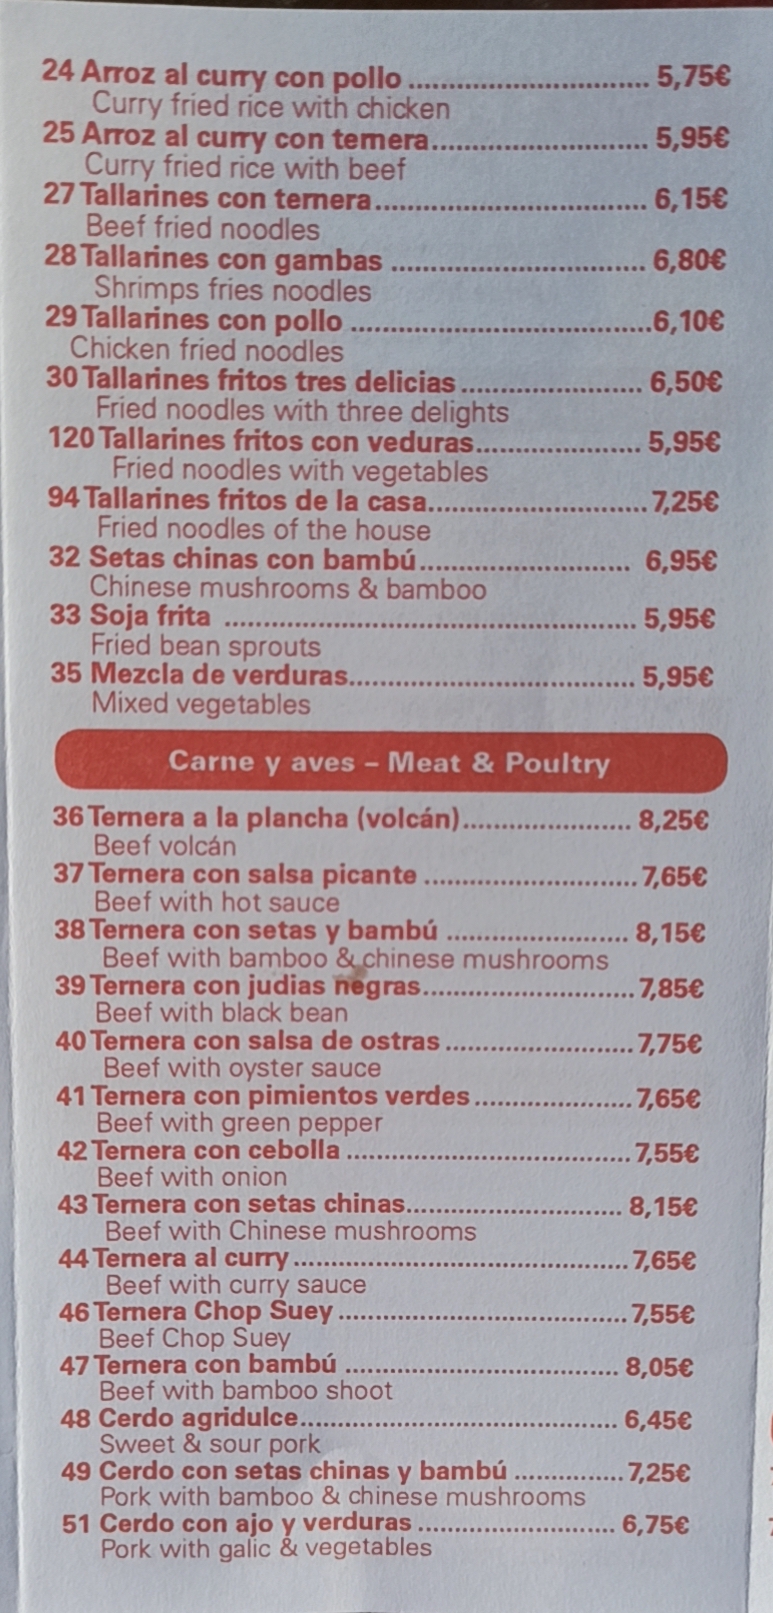 24 Arroz al curry con pollo .............................. 5,75€
Curry fried rice with chicken
25 Arroz al curry con ternera........................... 5,95€
Curry fried rice with beef
27 Tallarines con ternera.................................. 6,15€
Beef fried noodles
28 Tallarines con gambas ................................ 6,80€
Shrimps fries noodles
29 Tallarines con pollo ......................................6,10€
Chicken fried noodles
30 Tallarines fritos tres delicias ....................... 6,50€
Fried noodles with three delights
120 Tallarines fritos con veduras..................... 5,95€
Fried noodles with vegetables
94 Tallarines fritos de la casa............................ 7,25€
Fried noodles of the house
32 Setas chinas con bambú........................... 6,95€
Chinese mushrooms & bamboo
33 Soja frita .................................................... 5,95€
Fried bean sprouts
35 Mezcla de verduras.................................... 5,95€
Mixed vegetables
Carne y aves – Meat & Poultry
36 Ternera a la plancha (volcán)...................... 8,25€
Beef volcán
37 Ternera con salsa picante ........................... 7,65€
Beef with hot sauce
38 Ternera con setas y bambú ....................... 8,15€
Beef with bamboo & chinese mushrooms
39 Ternera con judias negras........................... 7,85€
Beef with black bean
40 Ternera con salsa de ostras ........................ 7,75€
Beef with oyster sauce
41 Ternera con pimientos verdes .................... 7,65€
Beef with green pepper
42 Ternera con cebolla .................................... 7,55€
Beef with onion
43 Ternera con setas chinas........................... 8,15€
Beef with Chinese mushrooms
44 Ternera al curry .......................................... 7,65€
Beef with curry sauce
46 Ternera Chop Suey .................................... 7,55€
Beef Chop Suey
47 Ternera con bambú ................................... 8,05€
Beef with bamboo shoot
48 Cerdo agridulce........................................ 6,45€
Sweet & sour pork
49 Cerdo con setas chinas y bambú .............. 7,25€
Pork with bamboo & chinese mushrooms
51 Cerdo con ajo y verduras ......................... 6,75€
Pork with galic & vegetables